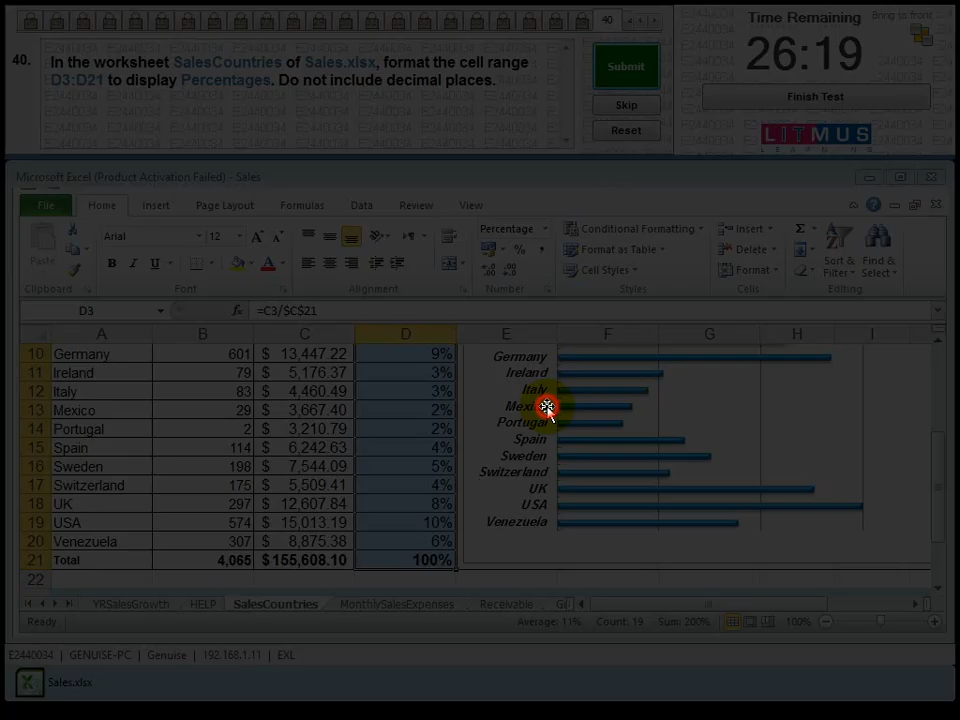 40
Time Remaining
Bring to front
26:19
40. In the worksheet SalesCountries of Sales.xlsx, format the cell range
D3:D21 to display Percentages. Do not include decimal places.
Submit
Skip
Reset
Finish Test
LITMUS
LEARNING
Microsoft Excel (Product Activation Failed) - Sales
File Home Insert Page Layout Formulas Data Review View
Arial 12 Percentage Conditional Formatting Insert
Paste Format as Table Delete
Cell Styles Format Sort & Filter Find & Select
Clipboard Font Alignment Number Styles Cells Editing
D3 fx =C3/$C$21
A B C D E F G H I
10 Germany 601 $ 13,447.22 9% Germany
11 Ireland 79 $ 5,176.37 3% Ireland
12 Italy 83 $ 4,460.49 3% Italy
13 Mexico 29 $ 3,667.40 2%
14 Portugal 2 $ 3,210.79 2% Portugal
15 Spain 114 $ 6,242.63 4% Spain
16 Sweden 198 $ 7,544.09 5% Sweden
17 Switzerland 175 $ 5,509.41 4% Switzerland
18 UK 297 $ 12,607.84 8% UK
19 USA 574 $ 15,013.19 10% USA
20 Venezuela 307 $ 8,875.38 6% Venezuela
21 Total 4,065 $155,608.10 100%
22
YRSalesGrowth HELP SalesCountries MonthlySalesExpenses Receivable
Ready Average: 11% Count: 19 Sum: 200% 100%
E2440034 GENUISE-PC Genuise 192.168.1.11 EXL
Sales.xlsx